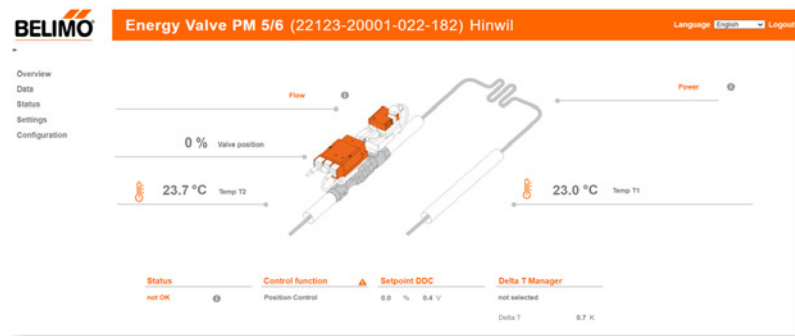 BELIMO
Energy Valve PM 5/6 (22123-20001-022-182) Hinwil
Language English Logout
Overview
Data
Status
Settings
Configuration
Flow
Power
0 % Valve position
23.7 °C Temp T2
23.0 °C Temp T1
Status Control function Setpoint DDC Delta T Manager
not OK Position Control 0.0 % 0.4 V not selected
Delta T 0.7 K